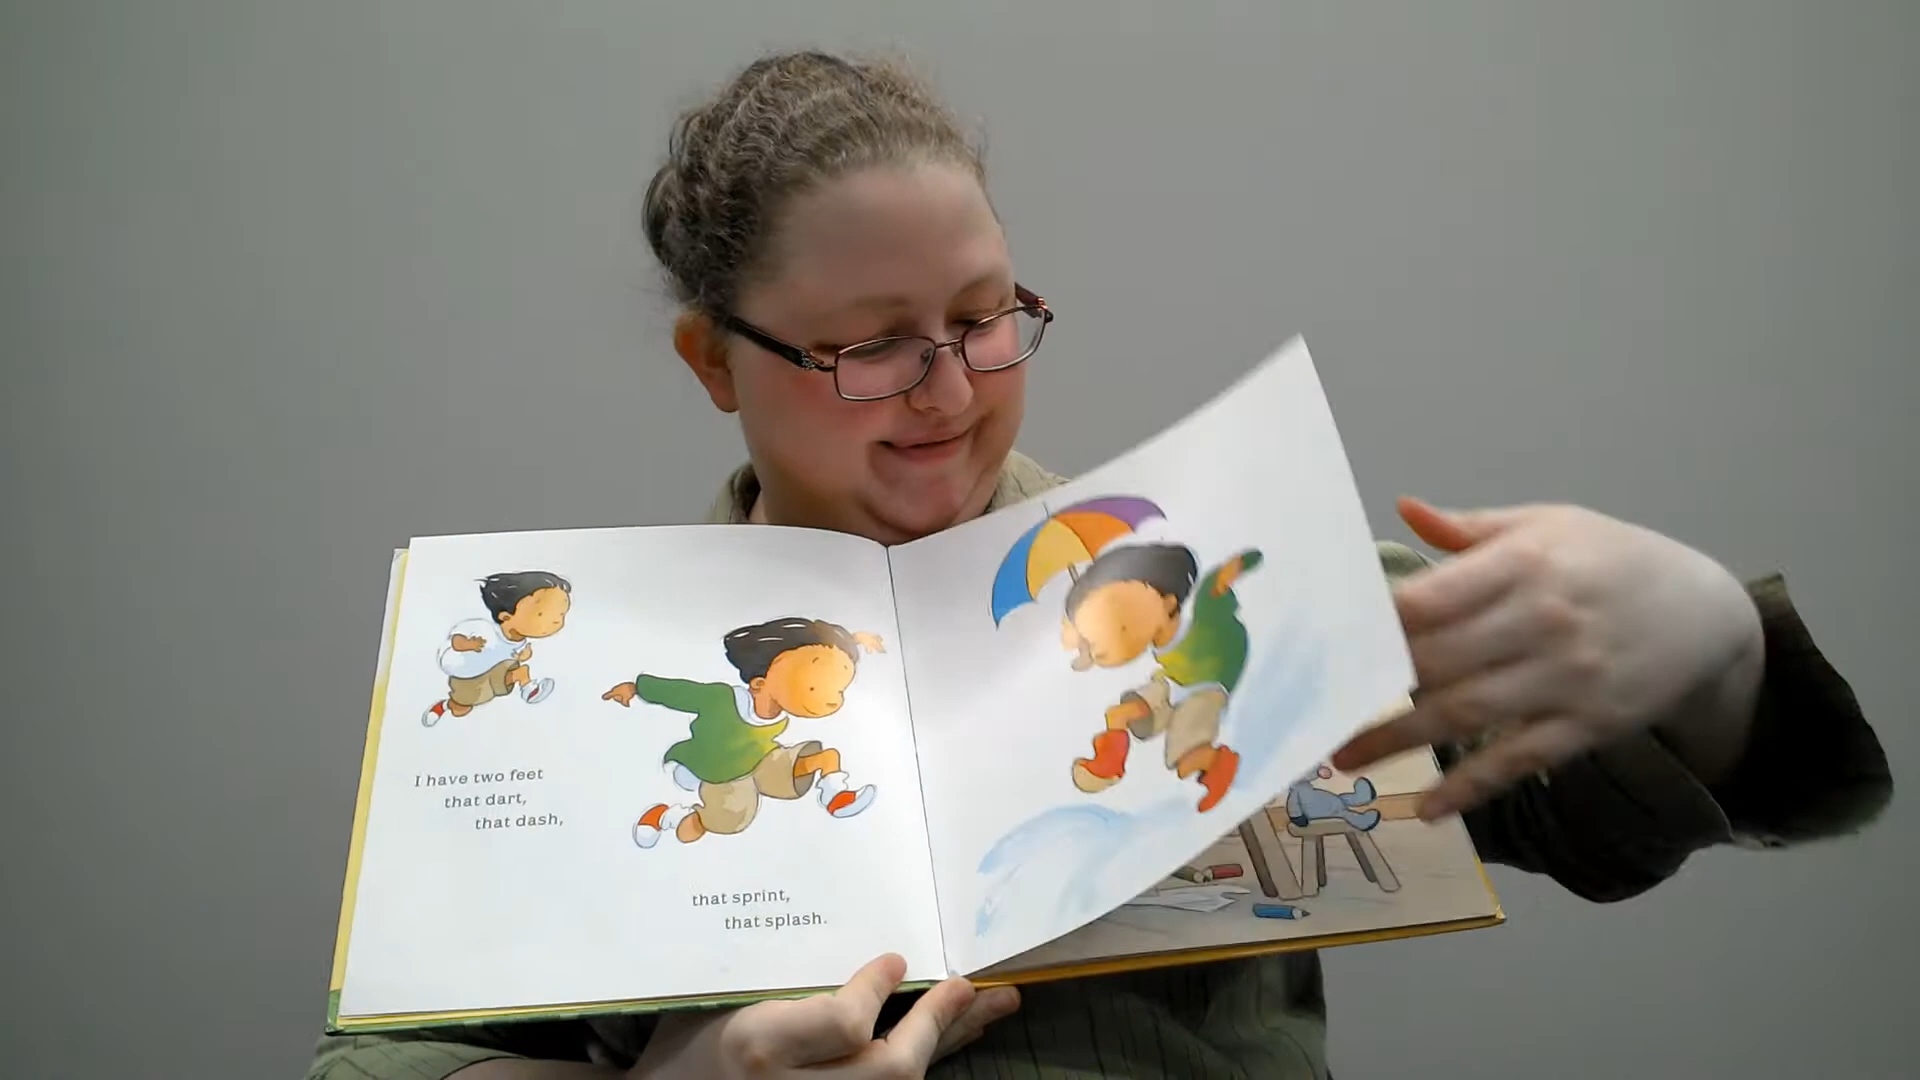 I have two feet
that dart,
that dash,
that sprint,
that splash.